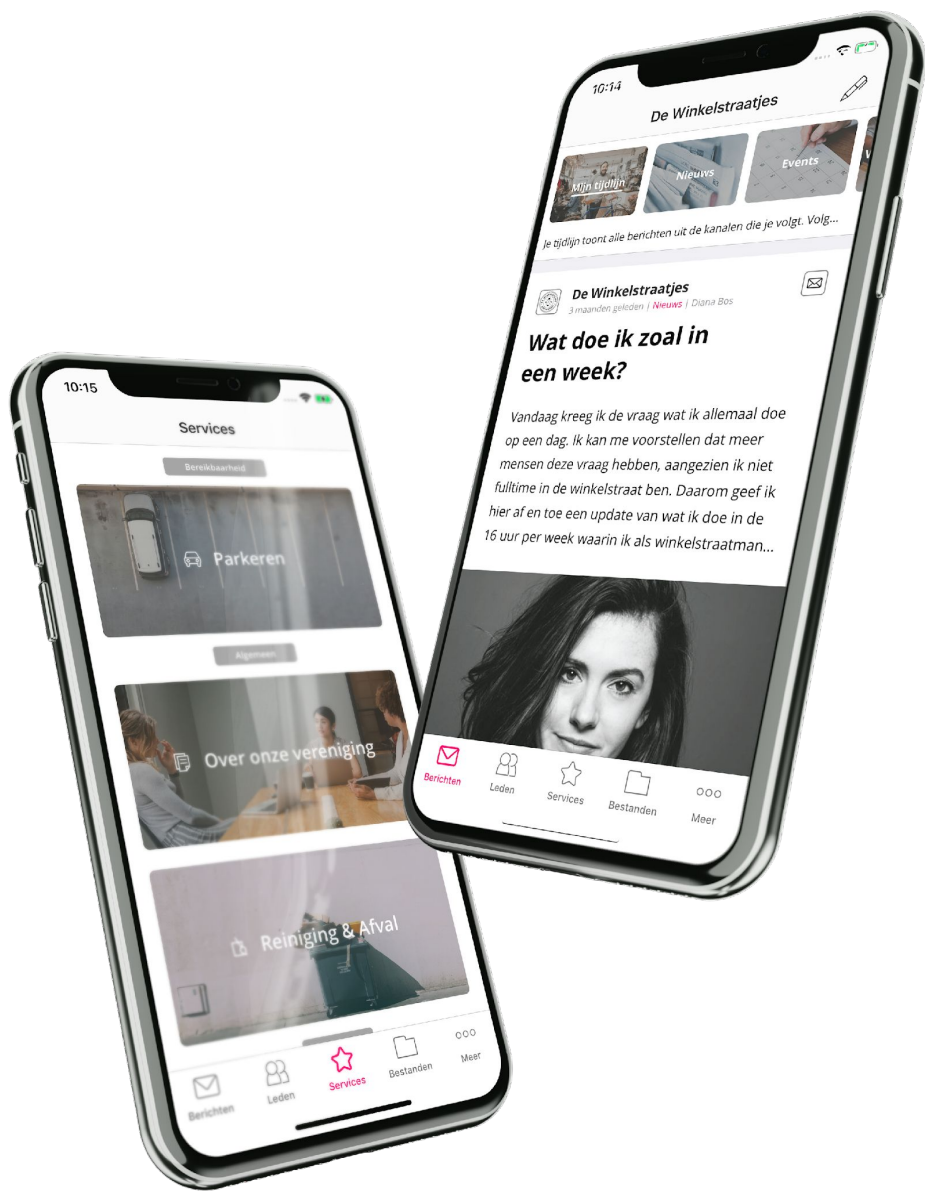 10:14
De Winkelstraatjes
Mijn tijdlijn
Nieuws
Events
Je tijdlijn toont alle berichten uit de kanalen die je volgt. Volg...
De Winkelstraatjes
3 maanden geleden | Nieuws | Diana Bos
Wat doe ik zoal in
een week?
Vandaag kreeg ik de vraag wat ik allemaal doe
op een dag. Ik kan me voorstellen dat meer
mensen deze vraag hebben, aangezien ik niet
fulltime in de winkelstraat ben. Daarom geef ik
hier af en toe een update van wat ik doe in de
16 uur per week waarin ik als winkelstraatman...
Berichten
Leden
Services
Bestanden
Meer
10:15
Services
Bereikbaarheid
Parkeren
Algemeen
Over onze vereniging
Reiniging & Afval
Berichten
Leden
Services
Bestanden
Meer